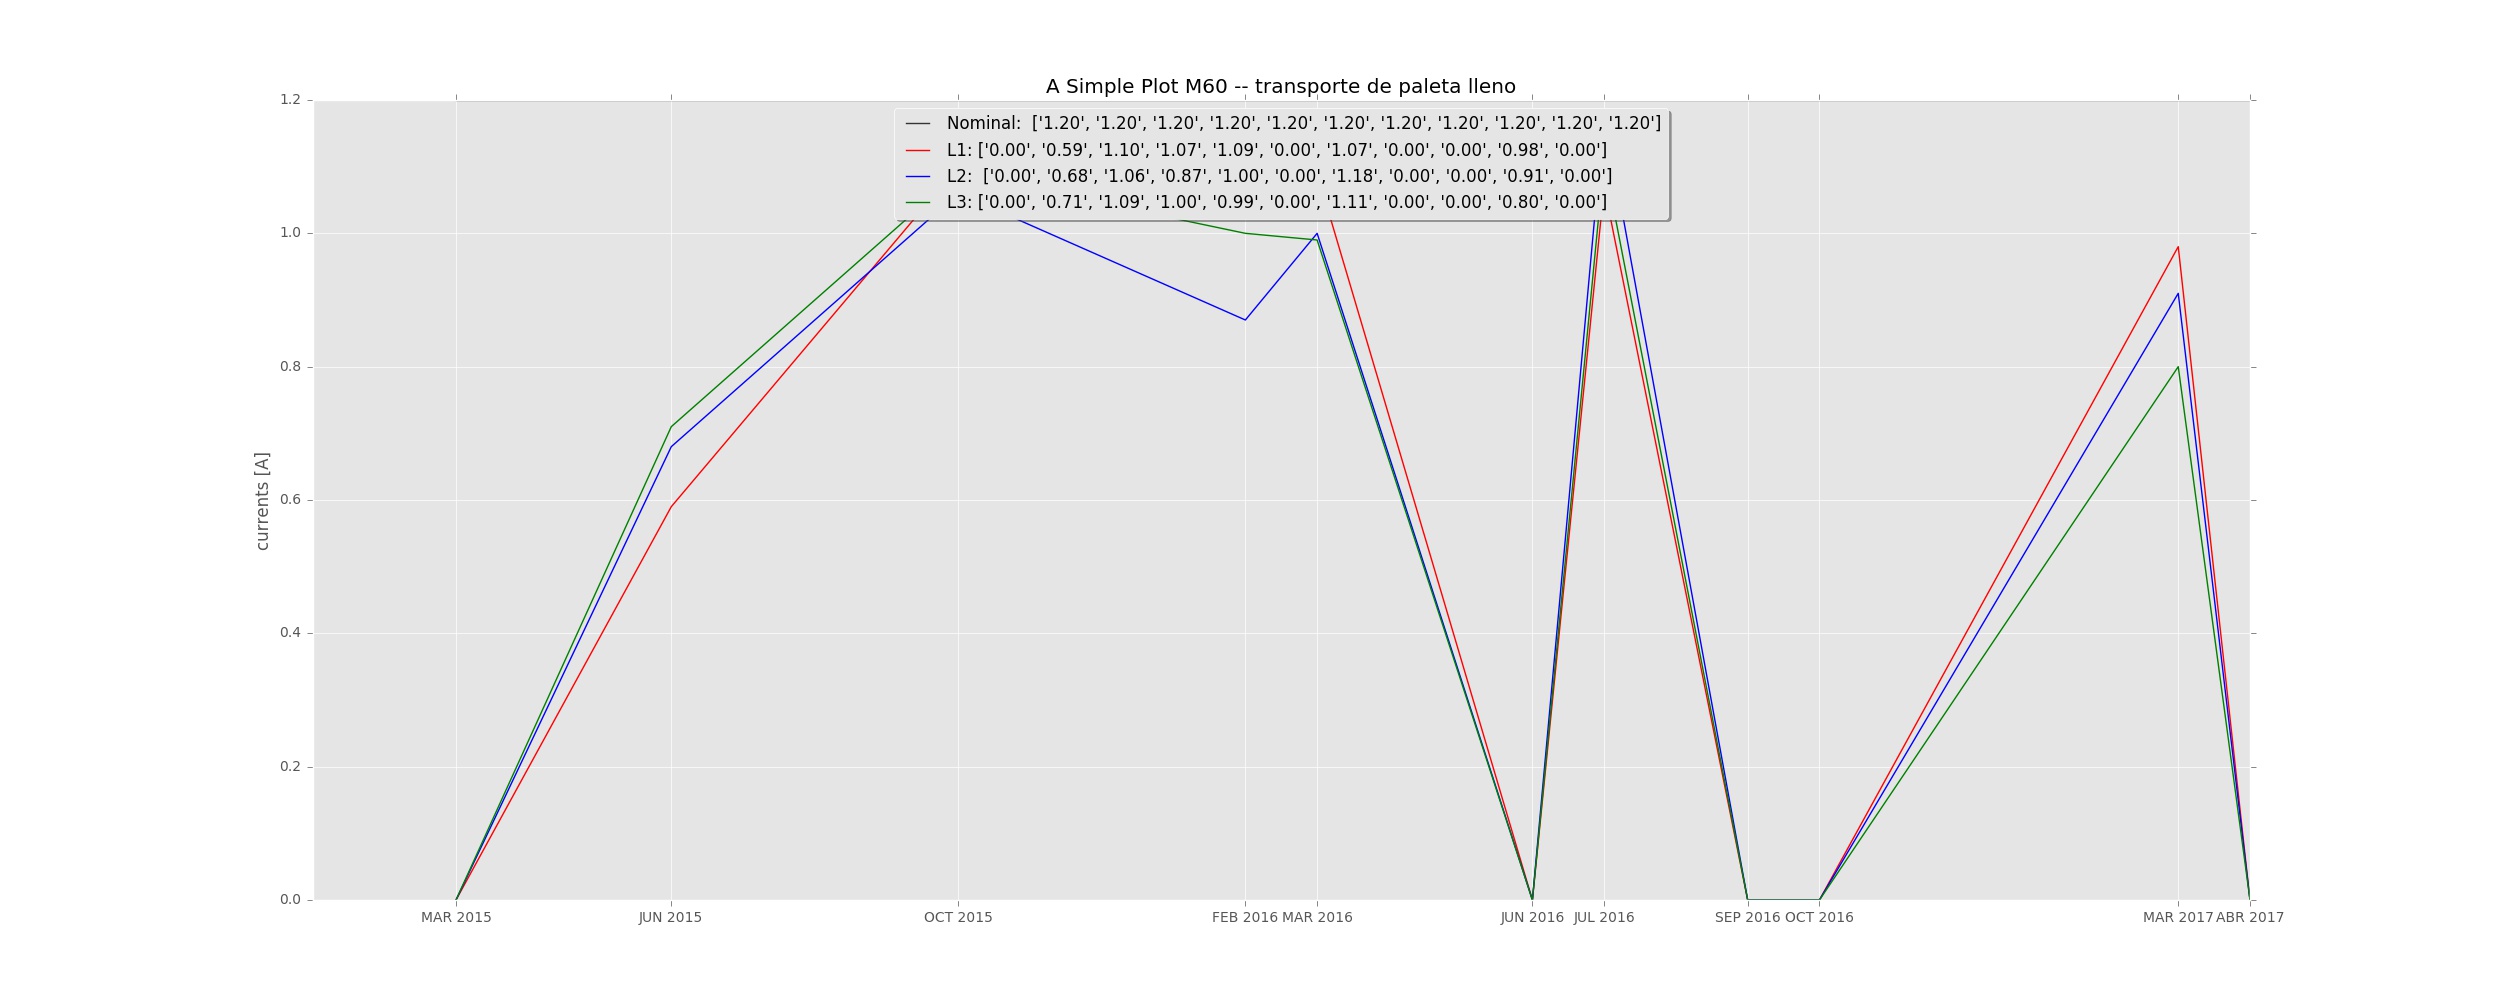 A Simple Plot M60 -- transporte de paleta lleno
1.2
Nominal:  ['1.20', '1.20', '1.20', '1.20', '1.20', '1.20', '1.20', '1.20', '1.20', '1.20', '1.20']
L1: ['0.00', '0.59', '1.10', '1.07', '1.09', '0.00', '1.07', '0.00', '0.00', '0.98', '0.00']
L2:  ['0.00', '0.68', '1.06', '0.87', '1.00', '0.00', '1.18', '0.00', '0.00', '0.91', '0.00']
L3: ['0.00', '0.71', '1.09', '1.00', '0.99', '0.00', '1.11', '0.00', '0.00', '0.80', '0.00']
1.0
0.8
0.6
currents [A]
0.4
0.2
0.0
MAR 2015 JUN 2015 OCT 2015 FEB 2016 MAR 2016 JUN 2016 JUL 2016 SEP 2016 OCT 2016 MAR 2017 ABR 2017